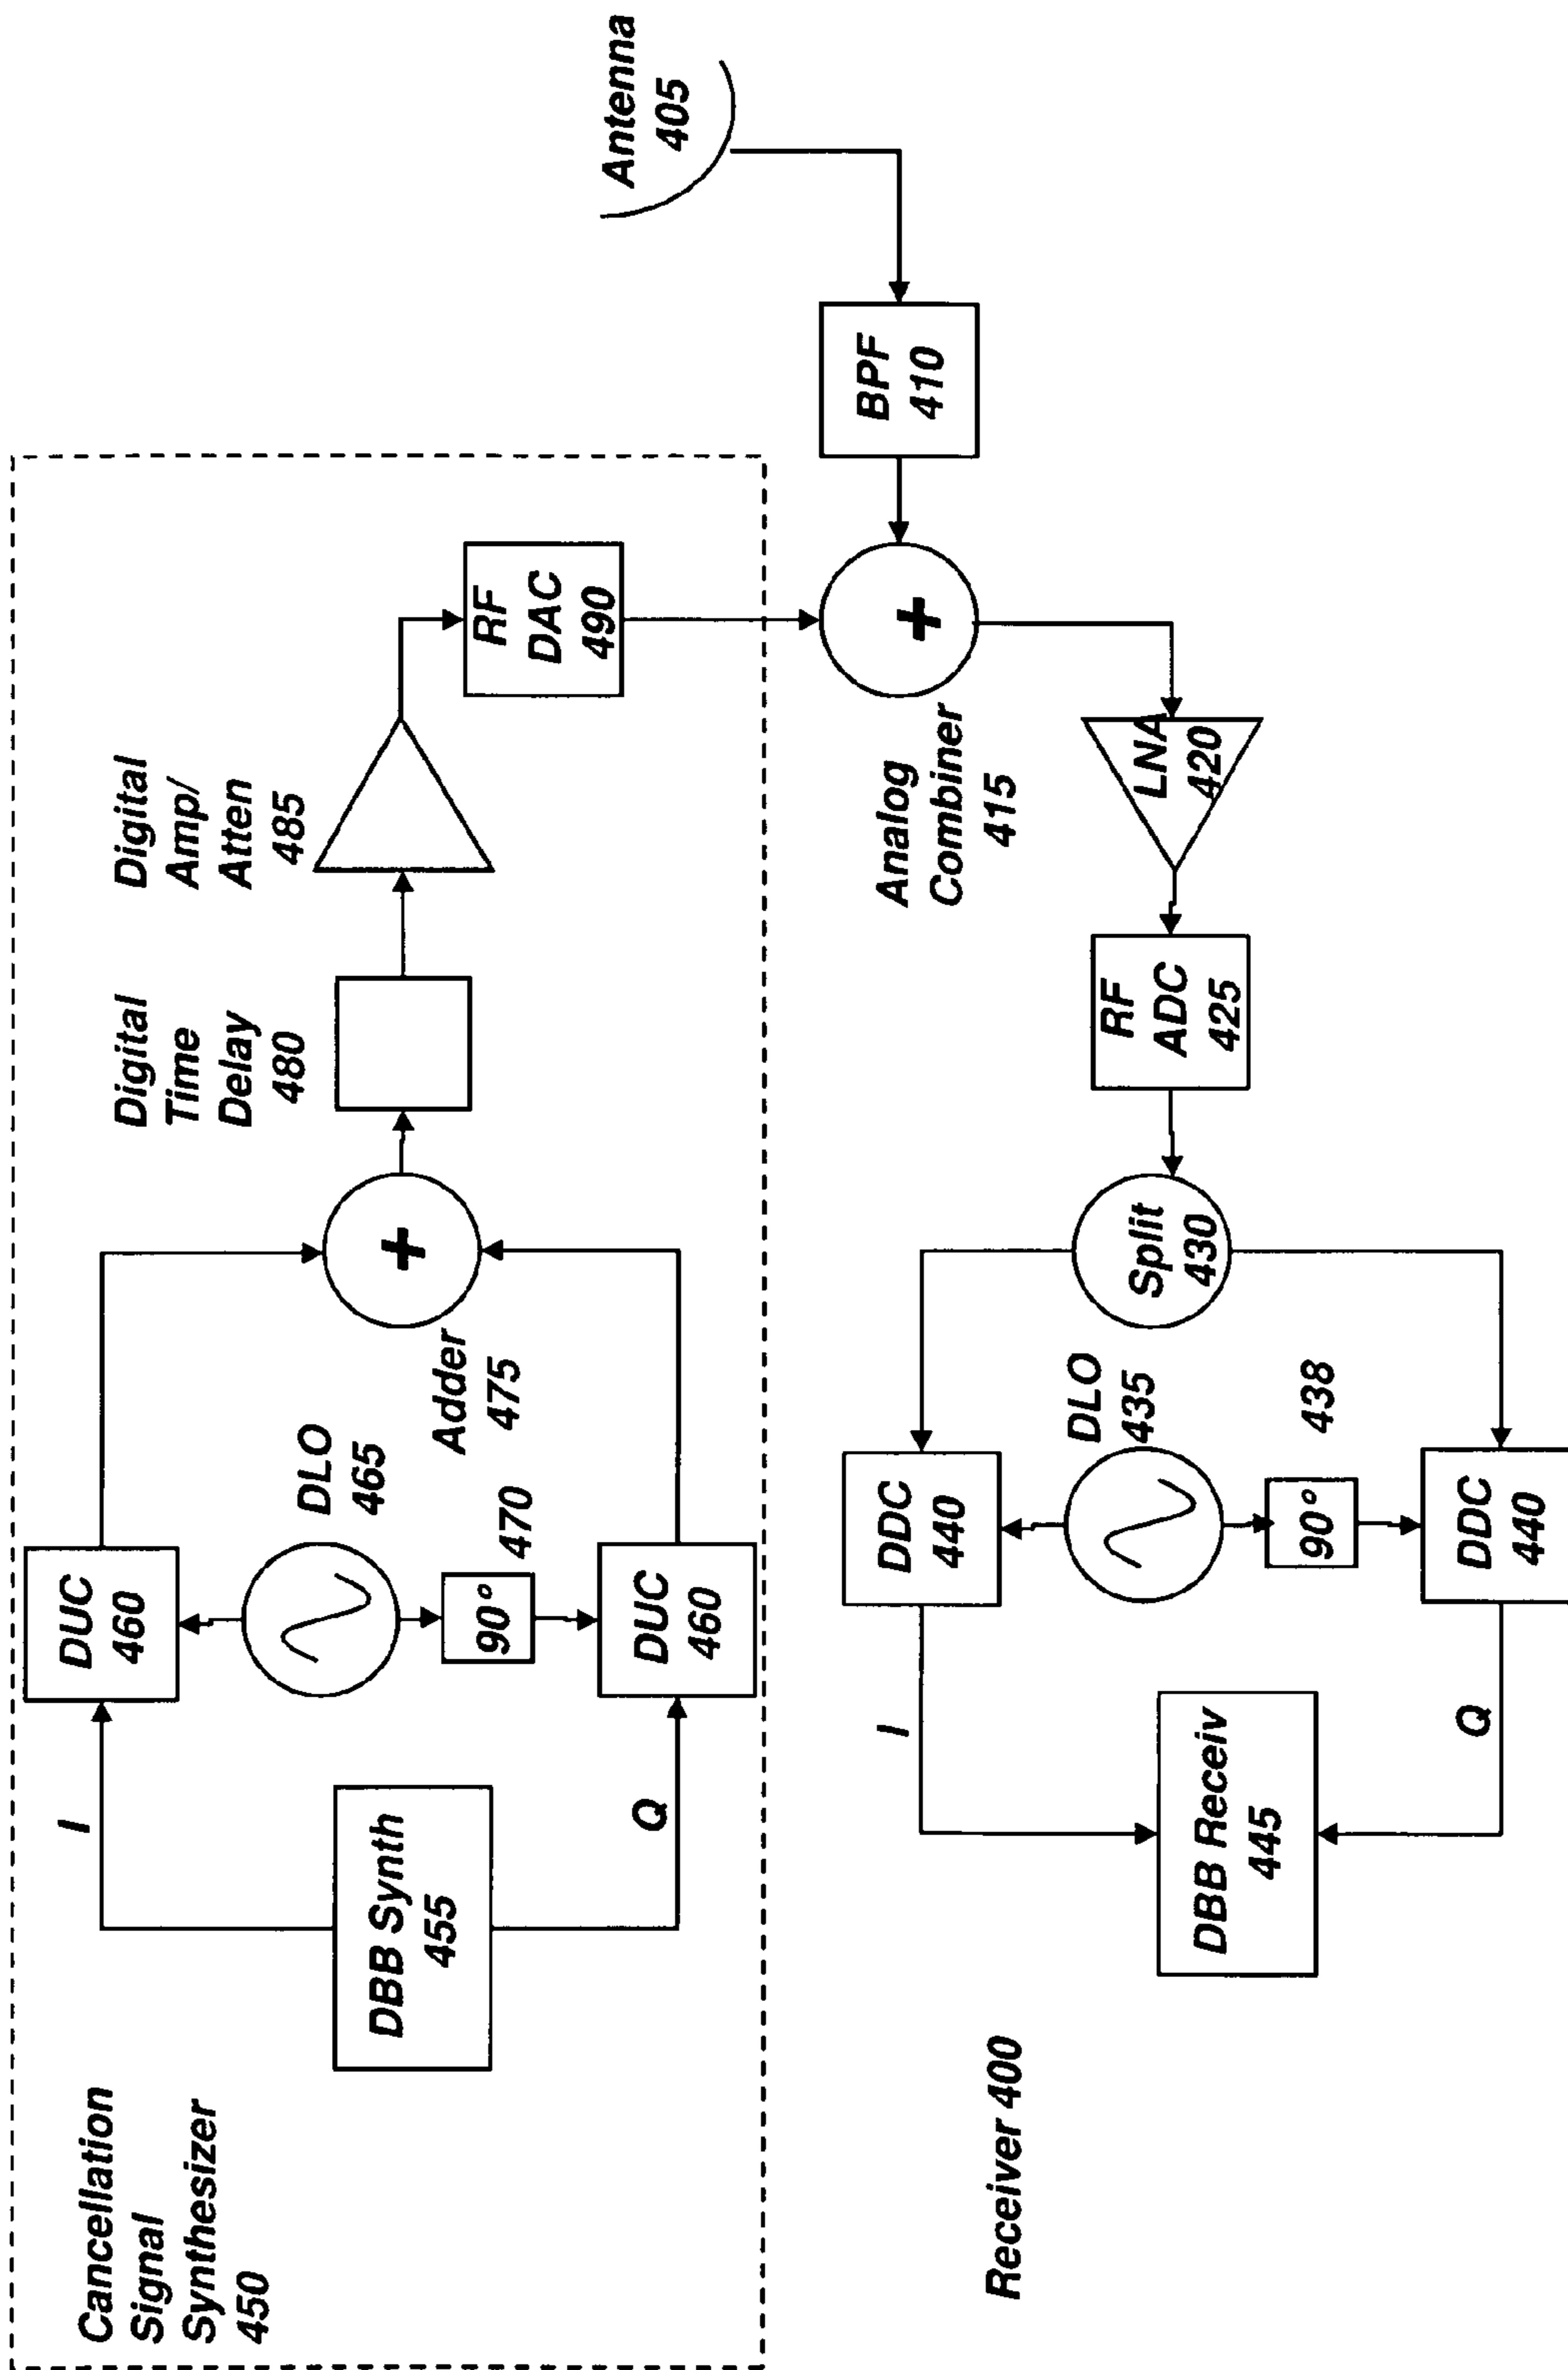 Cancellation
Signal
Synthesizer
450
I
DBB Synth
455
Q
DUC
460
DLO
465
90°
470
DUC
460
Adder
475
+
Digital
Time
Delay
480
Digital
Amp/
Atten
485
RF
DAC
490
Antenna
405
BPF
410
+
Analog
Combiner
415
LNA
420
RF
ADC
425
Split
430
DLO
435
438
90°
DDC
440
DDC
440
I
Q
DBB Receiv
445
Receiver 400